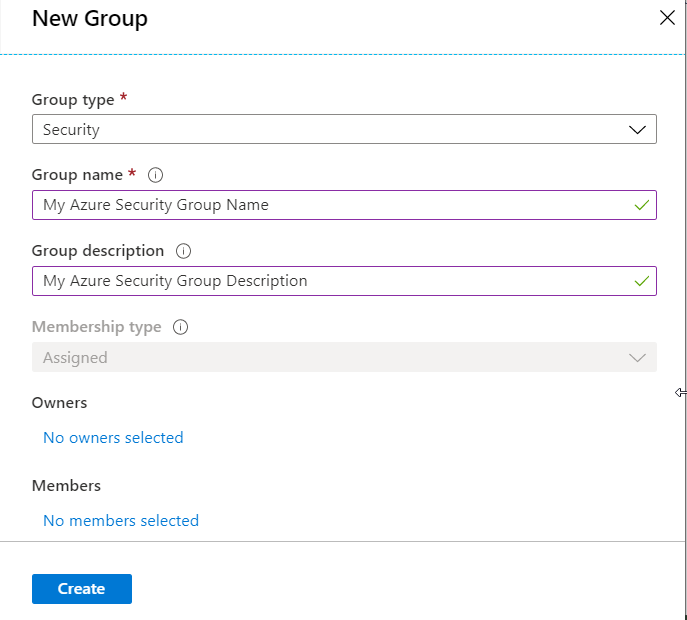 New Group
Group type *
Security
Group name *
My Azure Security Group Name
Group description
My Azure Security Group Description
Membership type
Assigned
Owners
No owners selected
Members
No members selected
Create